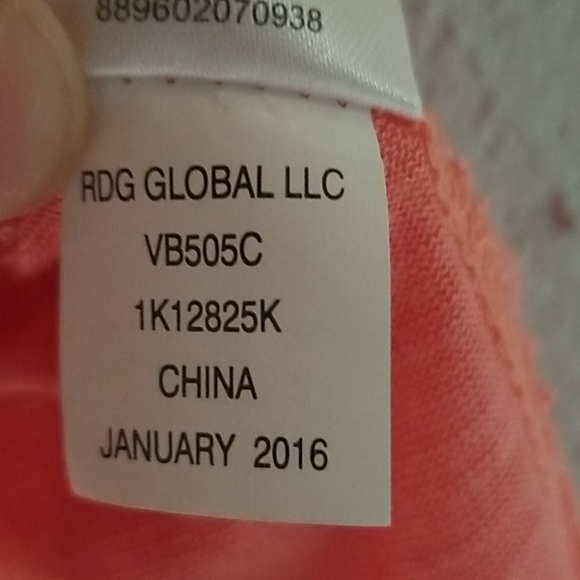 889602070938
RDG GLOBAL LLC
VB505C
1K12825K
CHINA
JANUARY 2016